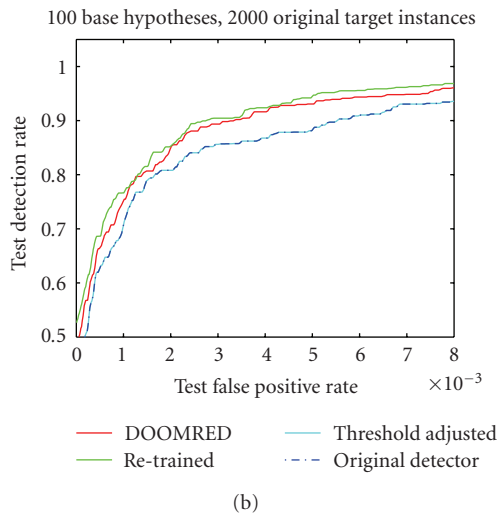 100 base hypotheses, 2000 original target instances
1
0.9
0.8
0.7
0.6
0.5
Test detection rate
0 1 2 3 4 5 6 7 8
Test false positive rate
×10⁻³
DOOMRED
Re-trained
Threshold adjusted
Original detector
(b)